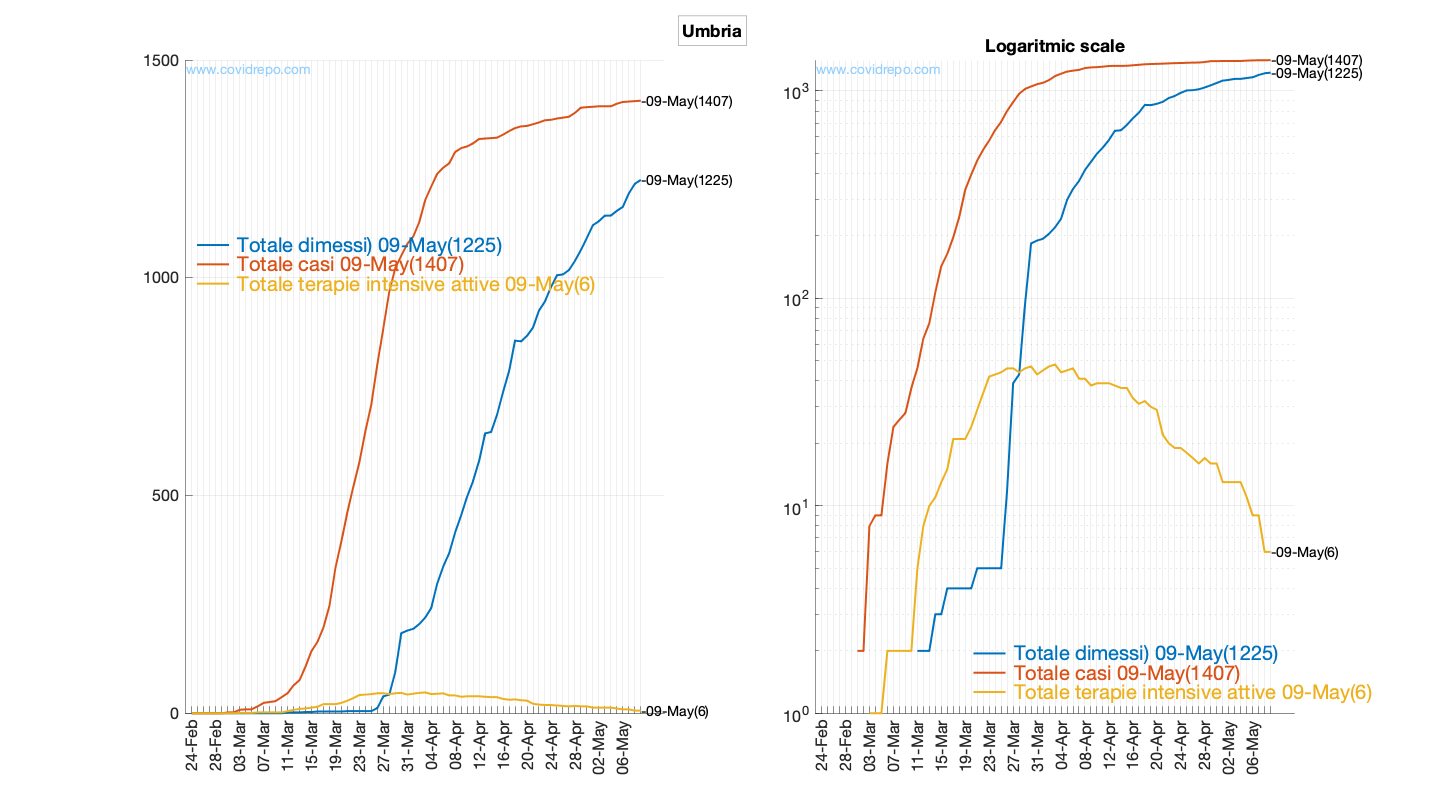 Umbria
www.covidrepo.com
1500
1000
500
0
-09-May(1407)
-09-May(1225)
-09-May(6)
Totale dimessi) 09-May(1225)
Totale casi 09-May(1407)
Totale terapie intensive attive 09-May(6)
24-Feb
28-Feb
03-Mar
07-Mar
11-Mar
15-Mar
19-Mar
23-Mar
27-Mar
31-Mar
04-Apr
08-Apr
12-Apr
16-Apr
20-Apr
24-Apr
28-Apr
02-May
06-May
Logaritmic scale
www.covidrepo.com
10³
10²
10¹
10⁰
-09-May(1407)
-09-May(1225)
-09-May(6)
Totale dimessi) 09-May(1225)
Totale casi 09-May(1407)
Totale terapie intensive attive 09-May(6)
24-Feb
28-Feb
03-Mar
07-Mar
11-Mar
15-Mar
19-Mar
23-Mar
27-Mar
31-Mar
04-Apr
08-Apr
12-Apr
16-Apr
20-Apr
24-Apr
28-Apr
02-May
06-May